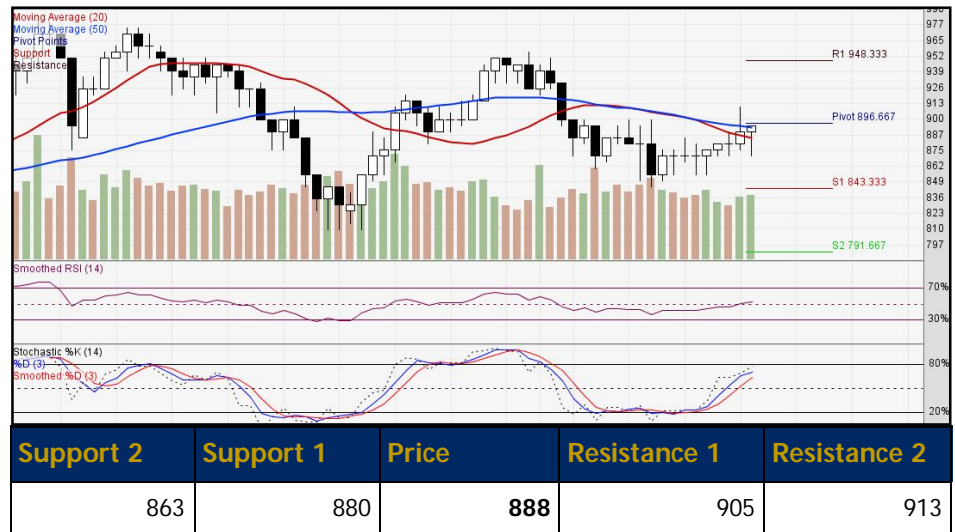 Moving Average (20)
Moving Average (50)
Pivot Points
Support
Resistance
990
977
965
952
939
926
913
900
887
875
862
849
836
823
810
797
R1 948.333
Pivot 896.667
S1 843.333
S2 791.667
Smoothed RSI (14)
70%
30%
Stochastic %K (14)
%D (3)
Smoothed %D (3)
80%
20%
Support 2 Support 1 Price Resistance 1 Resistance 2
863 880 888 905 913